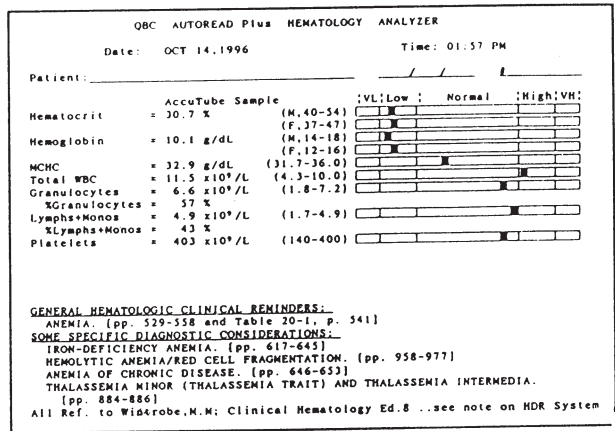 QBC AUTOREAD Plus HEMATOLOGY ANALYZER
Date: OCT 14,1996 Time: 01:57 PM
Patient:
AccuTube Sample VL Low Normal High VH
Hematocrit = 30.7 % (M,40-54)
(F,37-47)
Hemoglobin = 10.1 g/dL (M,14-18)
(F,12-16)
MCHC = 32.9 g/dL (31.7-36.0)
Total WBC = 11.5 x10⁹/L (4.3-10.0)
Granulocytes = 6.6 x10⁹/L (1.8-7.2)
%Granulocytes = 57 %
Lymphs+Monos = 4.9 x10⁹/L (1.7-4.9)
%Lymphs+Monos = 43 %
Platelets = 403 x10⁹/L (140-400)
GENERAL HEMATOLOGIC CLINICAL REMINDERS:
ANEMIA. [pp. 529-558 and Table 20-1, p. 541]
SOME SPECIFIC DIAGNOSTIC CONSIDERATIONS:
IRON-DEFICIENCY ANEMIA. [pp. 617-645]
HEMOLYTIC ANEMIA/RED CELL FRAGMENTATION. [pp. 958-977]
ANEMIA OF CHRONIC DISEASE. [pp. 646-653]
THALASSEMIA MINOR (THALASSEMIA TRAIT) AND THALASSEMIA INTERMEDIA.
[pp. 884-886]
All Ref. to Wintrobe,M.M; Clinical Hematology Ed.8 ..see note on HDR System